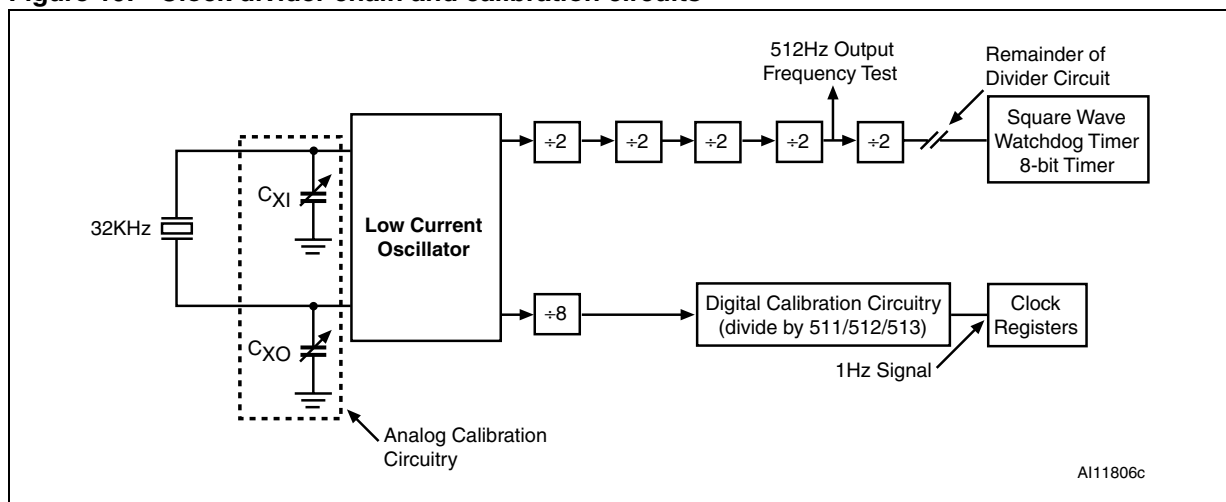 Clock divider chain and calibration circuits
512Hz Output
Frequency Test
Remainder of
Divider Circuit
÷2
÷2
÷2
÷2
÷2
Square Wave
Watchdog Timer
8-bit Timer
CXI
32KHz
Low Current
Oscillator
÷8
Digital Calibration Circuitry
(divide by 511/512/513)
Clock
Registers
CXO
1Hz Signal
Analog Calibration
Circuitry
AI11806c